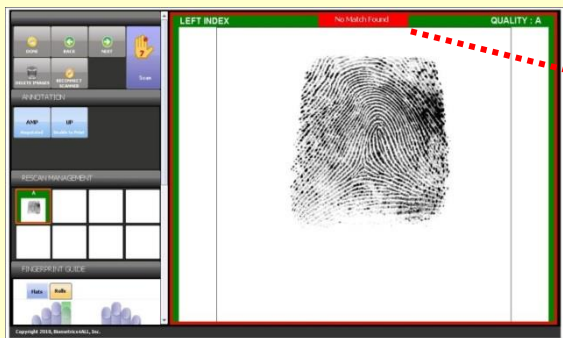 LEFT INDEX
No Match Found
QUALITY : A
DONE
BACK
NEXT
Scan
DELETE IMAGES
RECONNECT SCANNER
ANNOTATION
AMP
Amputated
UP
Unable to Print
RESCAN MANAGEMENT
A
FINGERPRINT GUIDE
Flats
Rolls
Copyright 2010, Biometrics4ALL, Inc.